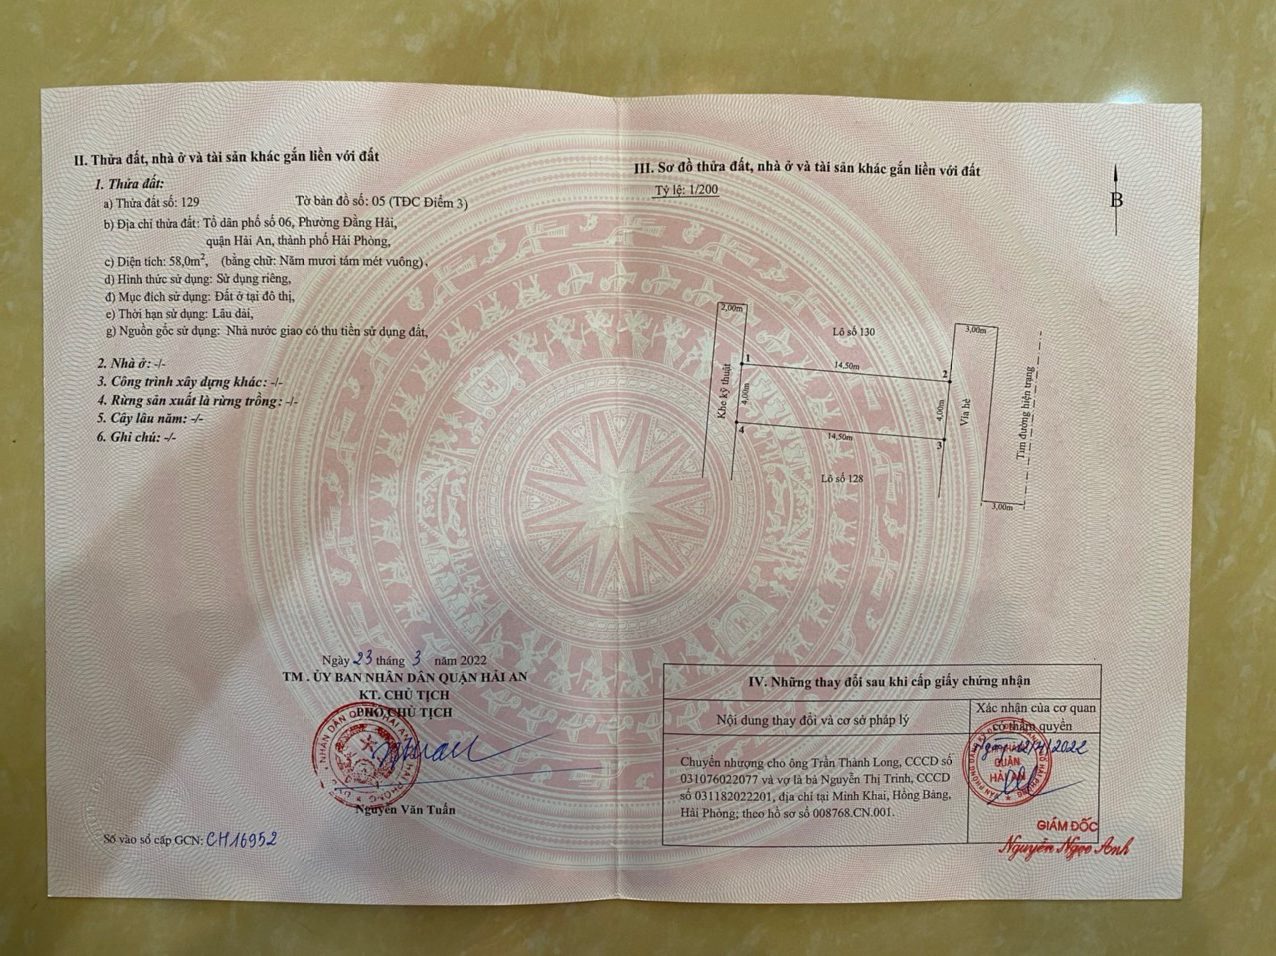 II. Thửa đất, nhà ở và tài sản khác gắn liền với đất
1. Thửa đất:
a) Thửa đất số: 129 Tờ bản đồ số: 05 (TĐC Điểm 3)
b) Địa chỉ thửa đất: Tổ dân phố số 06, Phường Đằng Hải,
quận Hải An, thành phố Hải Phòng,
c) Diện tích: 58,0m², (bằng chữ: Năm mươi tám mét vuông),
d) Hình thức sử dụng: Sử dụng riêng,
đ) Mục đích sử dụng: Đất ở tại đô thị,
e) Thời hạn sử dụng: Lâu dài,
g) Nguồn gốc sử dụng: Nhà nước giao có thu tiền sử dụng đất,
2. Nhà ở: -/-
3. Công trình xây dựng khác: -/-
4. Rừng sản xuất là rừng trồng: -/-
5. Cây lâu năm: -/-
6. Ghi chú: -/-
Ngày 23 tháng 3 năm 2022
TM . ỦY BAN NHÂN DÂN QUẬN HẢI AN
KT. CHỦ TỊCH
PHÓ CHỦ TỊCH
Nguyễn Văn Tuấn
Số vào sổ cấp GCN: CH16952
III. Sơ đồ thửa đất, nhà ở và tài sản khác gắn liền với đất
Tỷ lệ: 1/200
B
2,00m
Lô số 130
3,00m
1
14,50m
2
Khe kỹ thuật
4,00m
4,00m
Vỉa hè
Tim đường hiện trạng
4
14,50m
3
Lô số 128
3,00m
IV. Những thay đổi sau khi cấp giấy chứng nhận
Nội dung thay đổi và cơ sở pháp lý
Xác nhận của cơ quan
có thẩm quyền
Chuyển nhượng cho ông Trần Thành Long, CCCD số
031076022077 và vợ là bà Nguyễn Thị Trinh, CCCD
số 031182022201, địa chỉ tại Minh Khai, Hồng Bàng,
Hải Phòng; theo hồ sơ số 008768.CN.001.
QUẬN
HẢI AN
GIÁM ĐỐC
Nguyễn Ngọc Anh